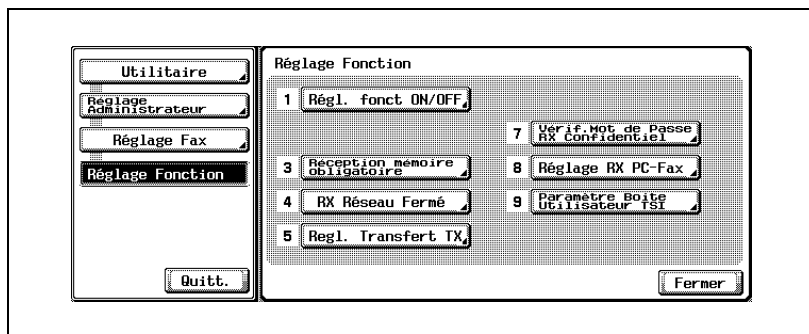 Utilitaire
Réglage
Administrateur
Réglage Fax
Réglage Fonction
Quitt.
Réglage Fonction
1 Régl. fonct ON/OFF
7 Vérif.Mot de Passe
RX Confidentiel
3 Réception mémoire
obligatoire
8 Réglage RX PC-Fax
4 RX Réseau Fermé
9 Paramètre Boîte
Utilisateur TSI
5 Regl. Transfert TX
Fermer